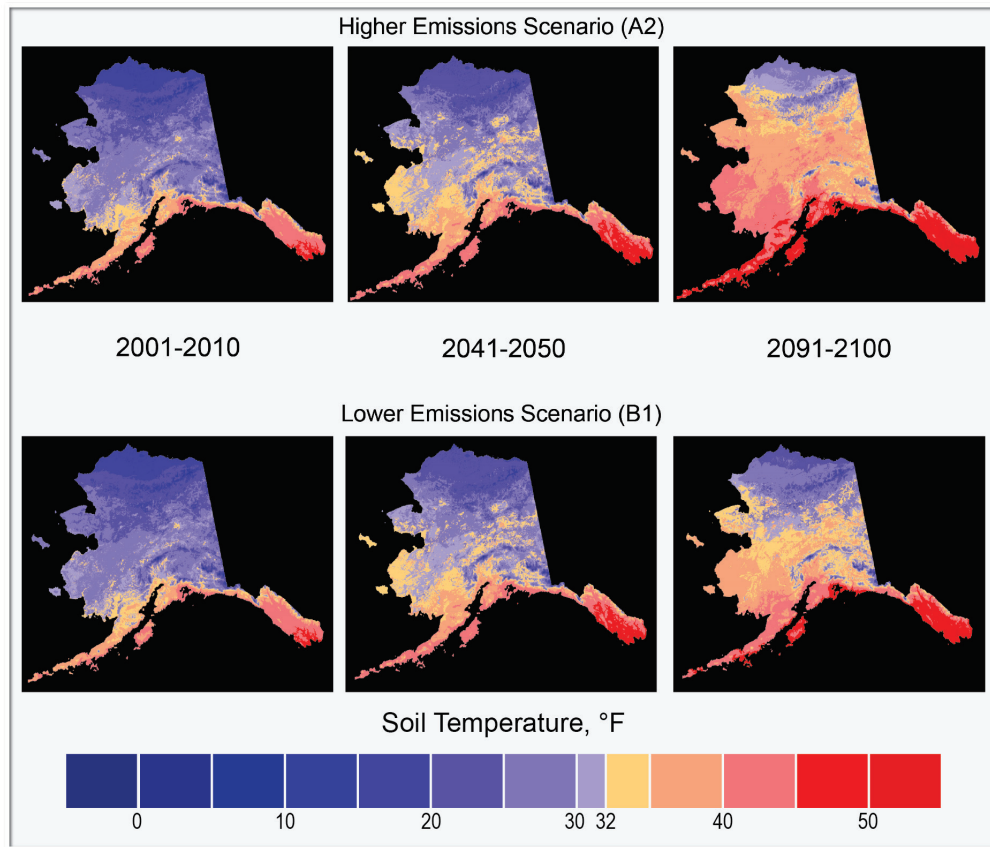 Higher Emissions Scenario (A2)
2001-2010 2041-2050 2091-2100
Lower Emissions Scenario (B1)
Soil Temperature, °F
0 10 20 30 32 40 50